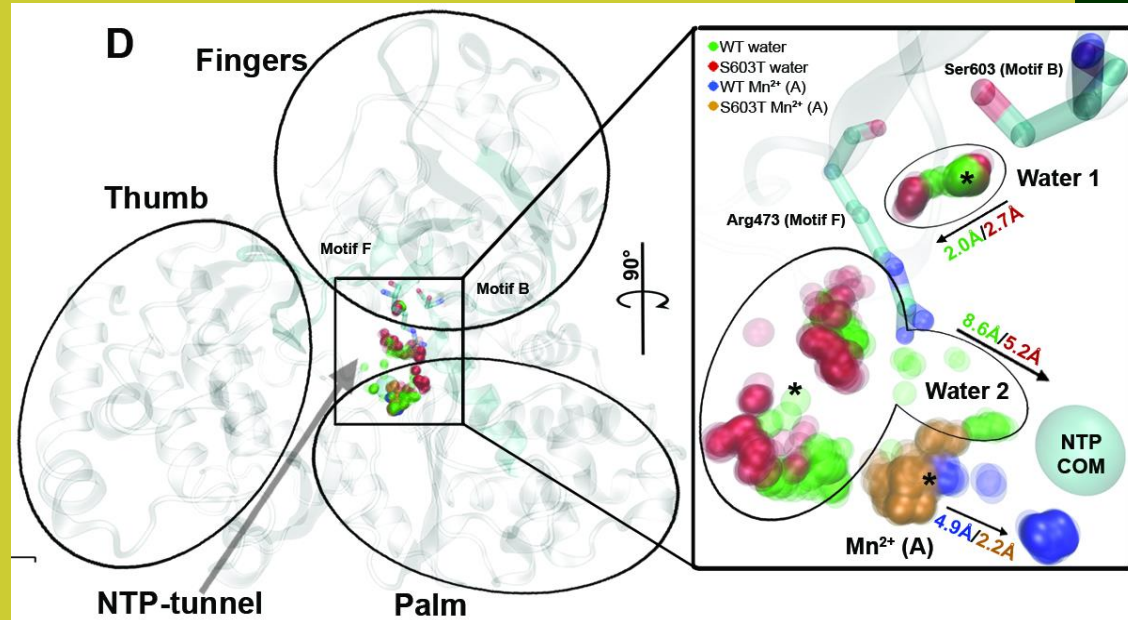 D
Fingers
Thumb
Motif F
Motif B
90°
NTP-tunnel
Palm
WT water
S603T water
WT Mn²⁺ (A)
S603T Mn²⁺ (A)
Ser603 (Motif B)
*
Water 1
Arg473 (Motif F)
2.0Å/2.7Å
8.6Å/5.2Å
*
Water 2
NTP
COM
*
4.9Å/2.2Å
Mn²⁺ (A)